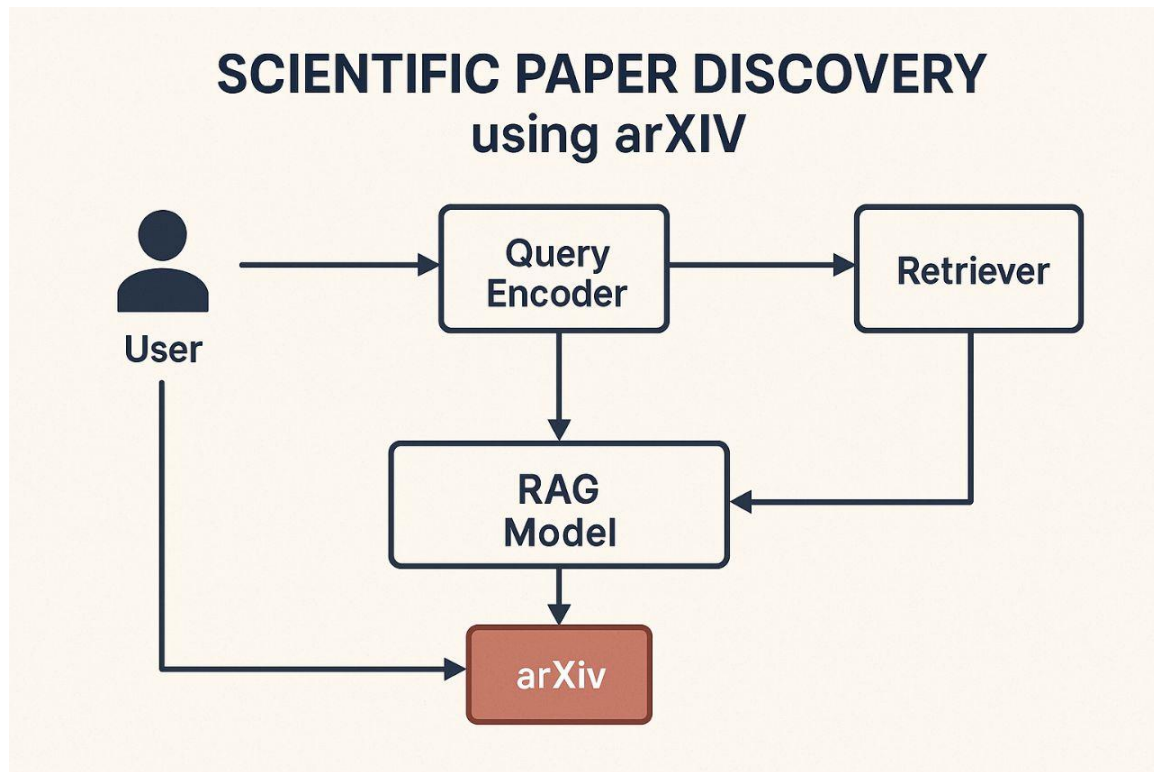 SCIENTIFIC PAPER DISCOVERY
using arXIV
Query
Encoder
Retriever
User
RAG
Model
arXiv